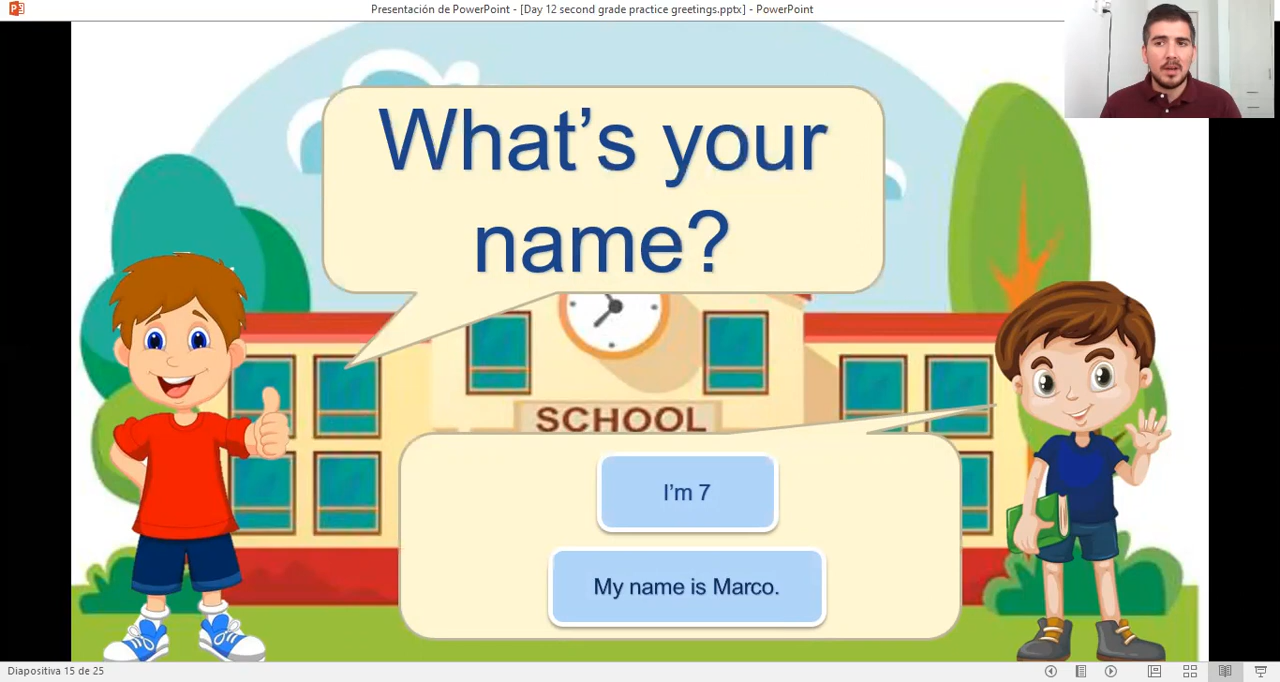 Presentación de PowerPoint - [Day 12 second grade practice greetings.pptx] - PowerPoint
What's your
name?
SCHOOL
I'm 7
My name is Marco.
Diapositiva 15 de 25